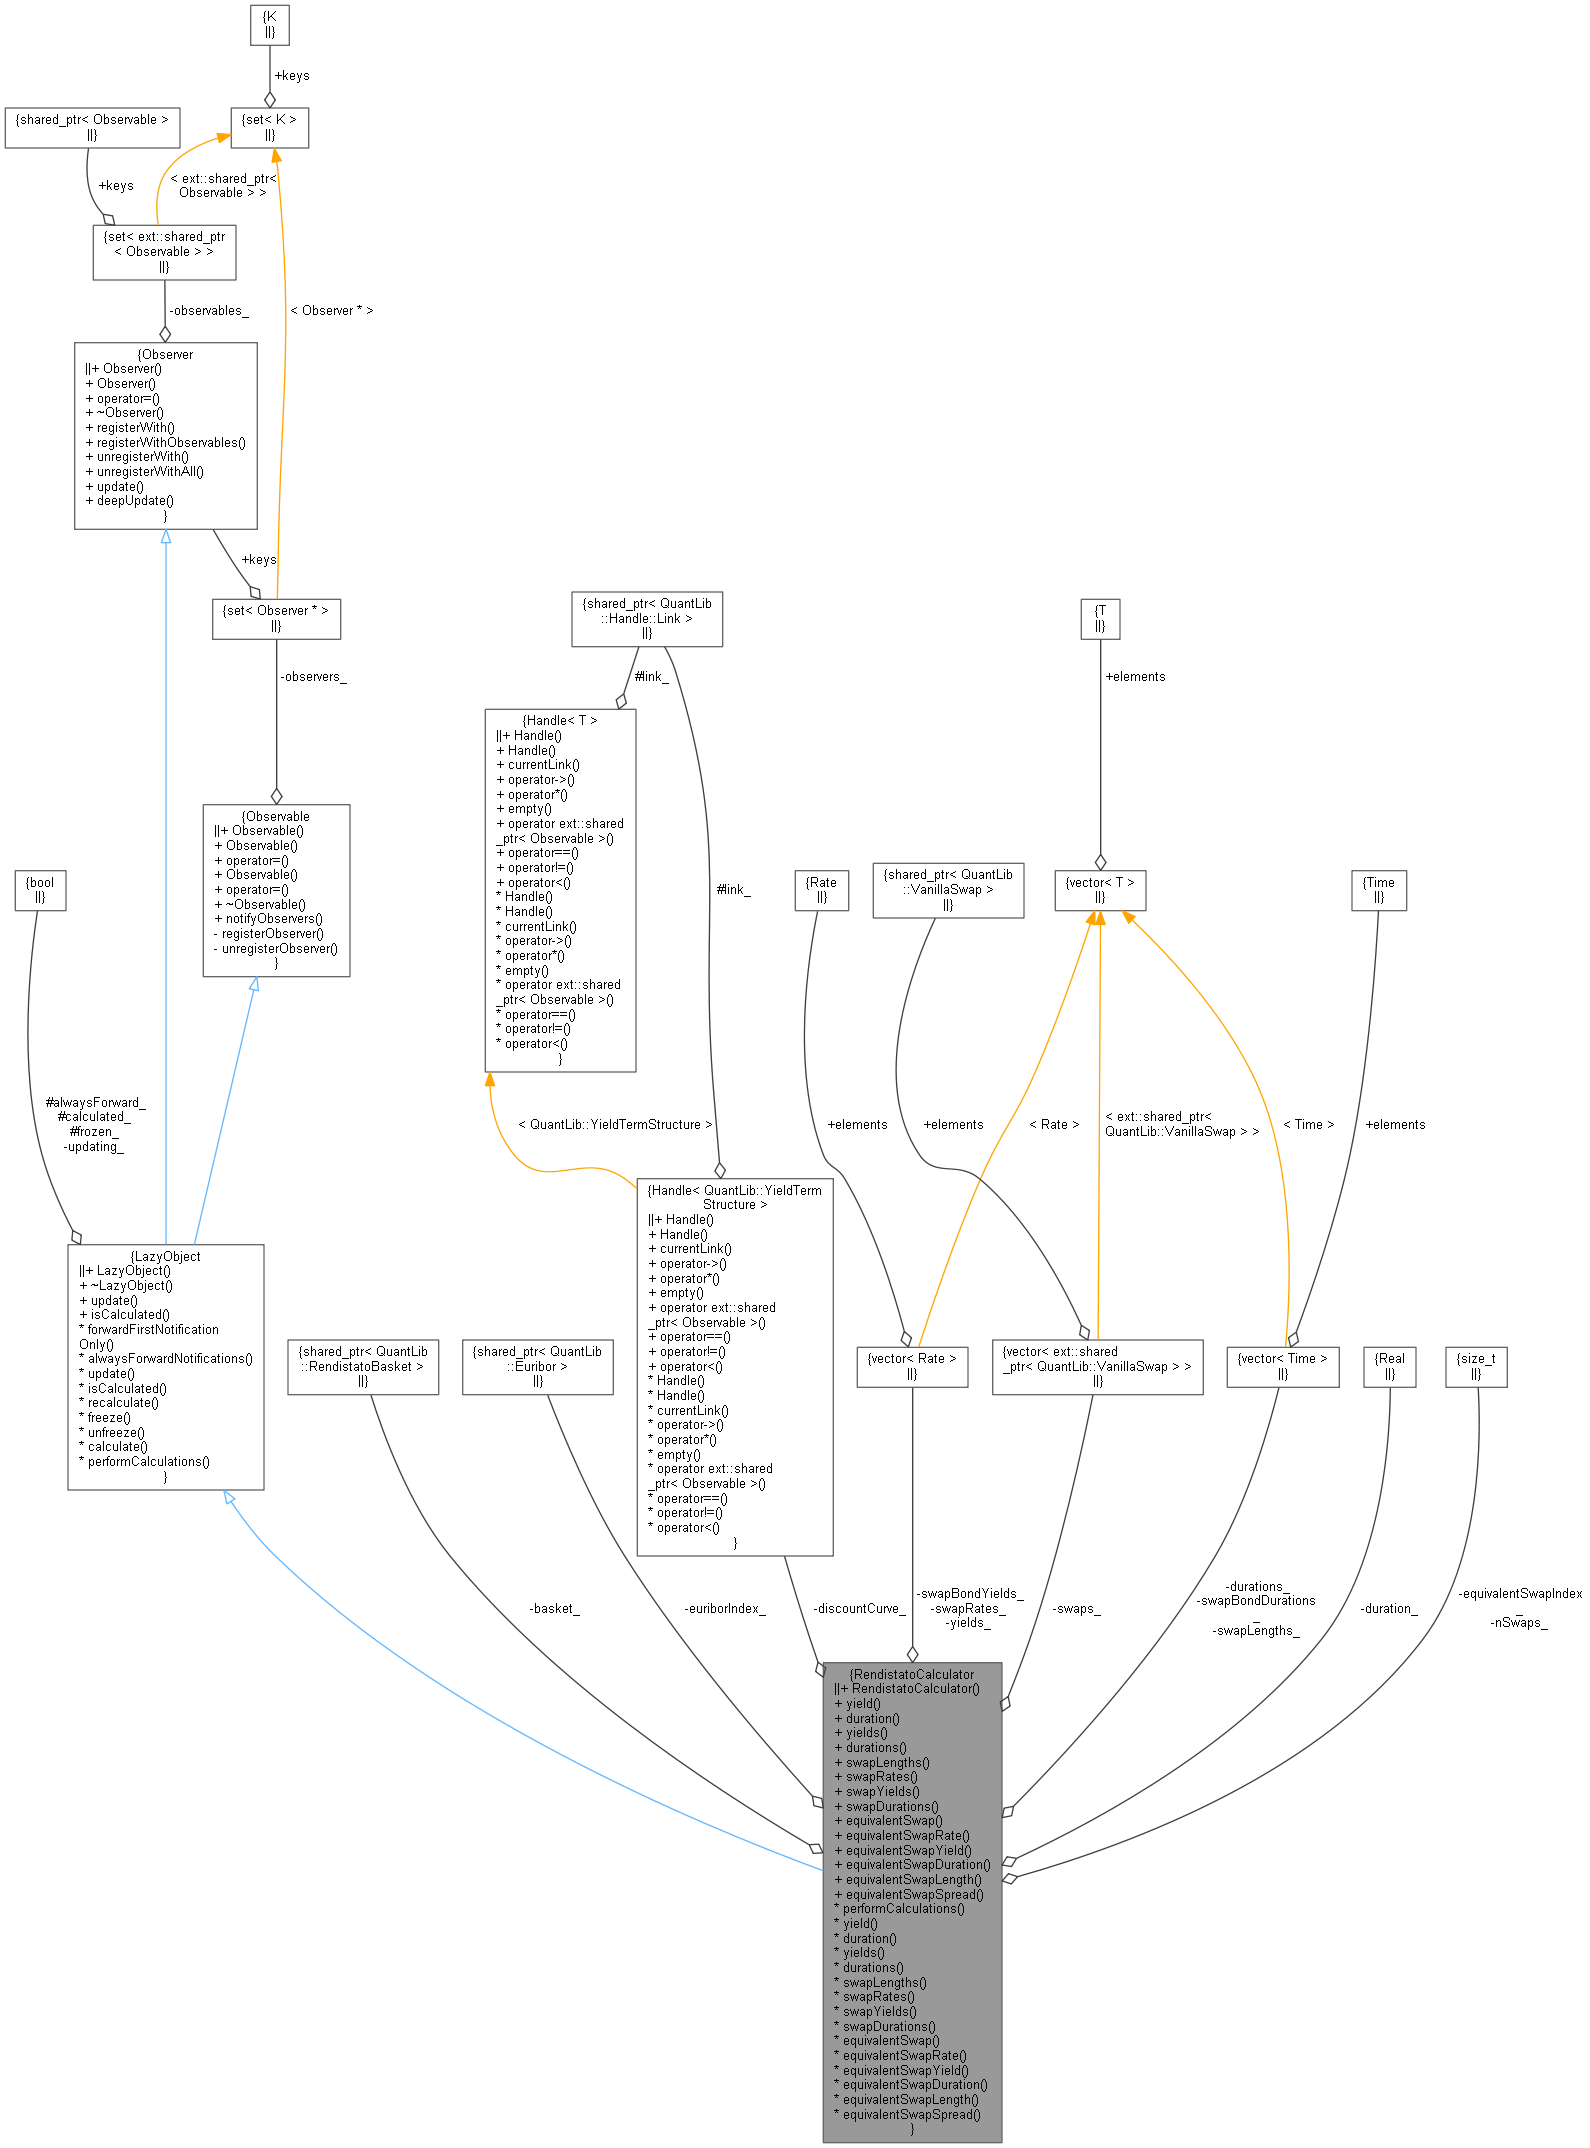 {K
||}
+keys
{shared_ptr< Observable >
||}
{set< K >
||}
+keys
< ext::shared_ptr<
Observable > >
{set< ext::shared_ptr
< Observable > >
||}
-observables_
< Observer * >
{Observer
||+ Observer()
+ Observer()
+ operator=()
+ ~Observer()
+ registerWith()
+ registerWithObservables()
+ unregisterWith()
+ unregisterWithAll()
+ update()
+ deepUpdate()
}
+keys
{set< Observer * >
||}
-observers_
{Observable
||+ Observable()
+ Observable()
+ operator=()
+ Observable()
+ operator=()
+ ~Observable()
+ notifyObservers()
- registerObserver()
- unregisterObserver()
}
{bool
||}
#alwaysForward_
#calculated_
#frozen_
-updating_
{LazyObject
||+ LazyObject()
+ ~LazyObject()
+ update()
+ isCalculated()
* forwardFirstNotification
Only()
* alwaysForwardNotifications()
* update()
* isCalculated()
* recalculate()
* freeze()
* unfreeze()
* calculate()
* performCalculations()
}
{shared_ptr< QuantLib
::Handle::Link >
||}
#link_
{Handle< T >
||+ Handle()
+ Handle()
+ currentLink()
+ operator->()
+ operator*()
+ empty()
+ operator ext::shared
_ptr< Observable >()
+ operator==()
+ operator!=()
+ operator<()
* Handle()
* Handle()
* currentLink()
* operator->()
* operator*()
* empty()
* operator ext::shared
_ptr< Observable >()
* operator==()
* operator!=()
* operator<()
}
#link_
< QuantLib::YieldTermStructure >
{Handle< QuantLib::YieldTerm
Structure >
||+ Handle()
+ Handle()
+ currentLink()
+ operator->()
+ operator*()
+ empty()
+ operator ext::shared
_ptr< Observable >()
+ operator==()
+ operator!=()
+ operator<()
* Handle()
* Handle()
* currentLink()
* operator->()
* operator*()
* empty()
* operator ext::shared
_ptr< Observable >()
* operator==()
* operator!=()
* operator<()
}
{T
||}
+elements
{Rate
||}
{shared_ptr< QuantLib
::VanillaSwap >
||}
{vector< T >
||}
{Time
||}
+elements
+elements
< Rate >
< ext::shared_ptr<
QuantLib::VanillaSwap > >
< Time >
+elements
{shared_ptr< QuantLib
::RendistatoBasket >
||}
{shared_ptr< QuantLib
::Euribor >
||}
{vector< Rate >
||}
{vector< ext::shared
_ptr< QuantLib::VanillaSwap > >
||}
{vector< Time >
||}
{Real
||}
{size_t
||}
-basket_
-euriborIndex_
-discountCurve_
-swapBondYields_
-swapRates_
-yields_
-swaps_
-durations_
-swapBondDurations
_
-swapLengths_
-duration_
-equivalentSwapIndex
_
-nSwaps_
{RendistatoCalculator
||+ RendistatoCalculator()
+ yield()
+ duration()
+ yields()
+ durations()
+ swapLengths()
+ swapRates()
+ swapYields()
+ swapDurations()
+ equivalentSwap()
+ equivalentSwapRate()
+ equivalentSwapYield()
+ equivalentSwapDuration()
+ equivalentSwapLength()
+ equivalentSwapSpread()
* performCalculations()
* yield()
* duration()
* yields()
* durations()
* swapLengths()
* swapRates()
* swapYields()
* swapDurations()
* equivalentSwap()
* equivalentSwapRate()
* equivalentSwapYield()
* equivalentSwapDuration()
* equivalentSwapLength()
* equivalentSwapSpread()
}